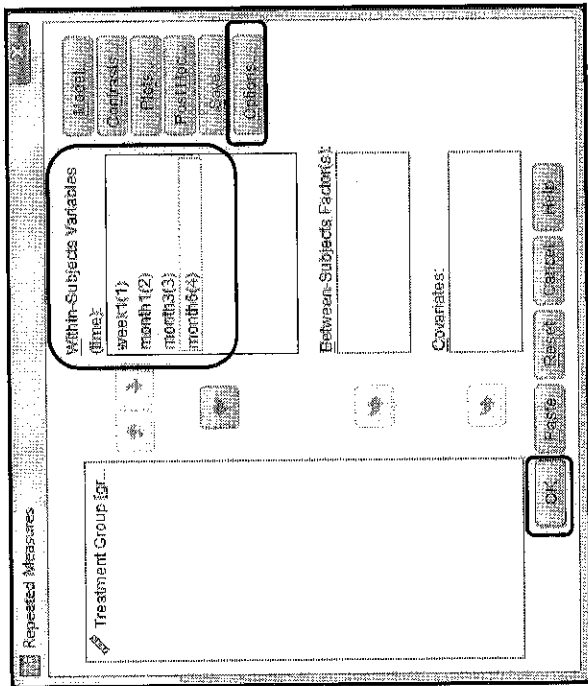 Repeated Measures
Treatment Group (gr...
Within-Subjects Variables
(time):
week1(1)
month1(2)
month3(3)
month6(4)
Between-Subjects Factor(s):
Covariates:
Model...
Contrasts...
Plots...
Post Hoc...
Save...
Options...
OK
Paste
Reset
Cancel
Help